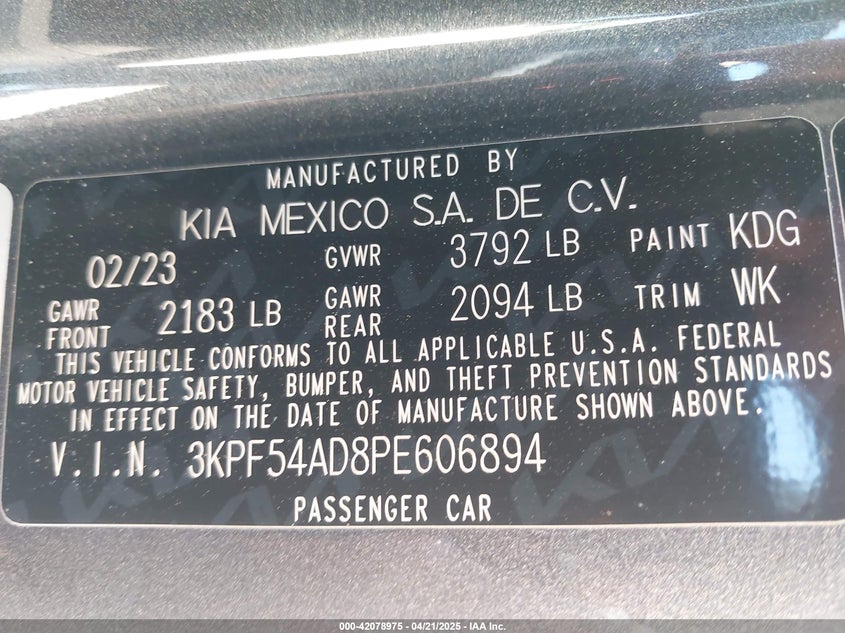 MANUFACTURED BY
KIA MEXICO S.A. DE C.V.
02/23 GVWR 3792 LB PAINT KDG
GAWR FRONT 2183 LB GAWR REAR 2094 LB TRIM WK
THIS VEHICLE CONFORMS TO ALL APPLICABLE U.S.A. FEDERAL
MOTOR VEHICLE SAFETY, BUMPER, AND THEFT PREVENTION STANDARDS
IN EFFECT ON THE DATE OF MANUFACTURE SHOWN ABOVE.
V.I.N. 3KPF54AD8PE606894
PASSENGER CAR
000-42078975 - 04/21/2025 - IAA Inc.